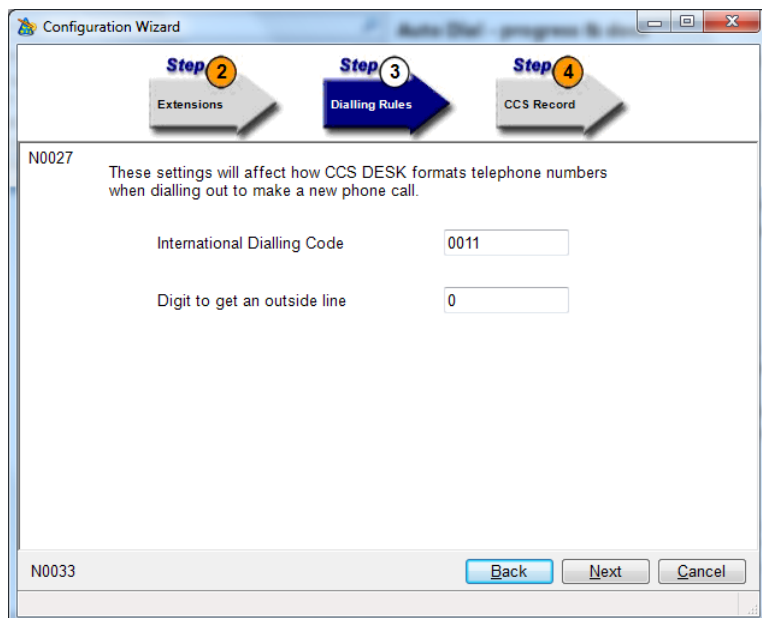 Configuration Wizard
Auto Dial - progress &
Step 2
Step 3
Step 4
Extensions
Dialling Rules
CCS Record
N0027
These settings will affect how CCS DESK formats telephone numbers
when dialling out to make a new phone call.
International Dialling Code
0011
Digit to get an outside line
0
N0033
Back
Next
Cancel